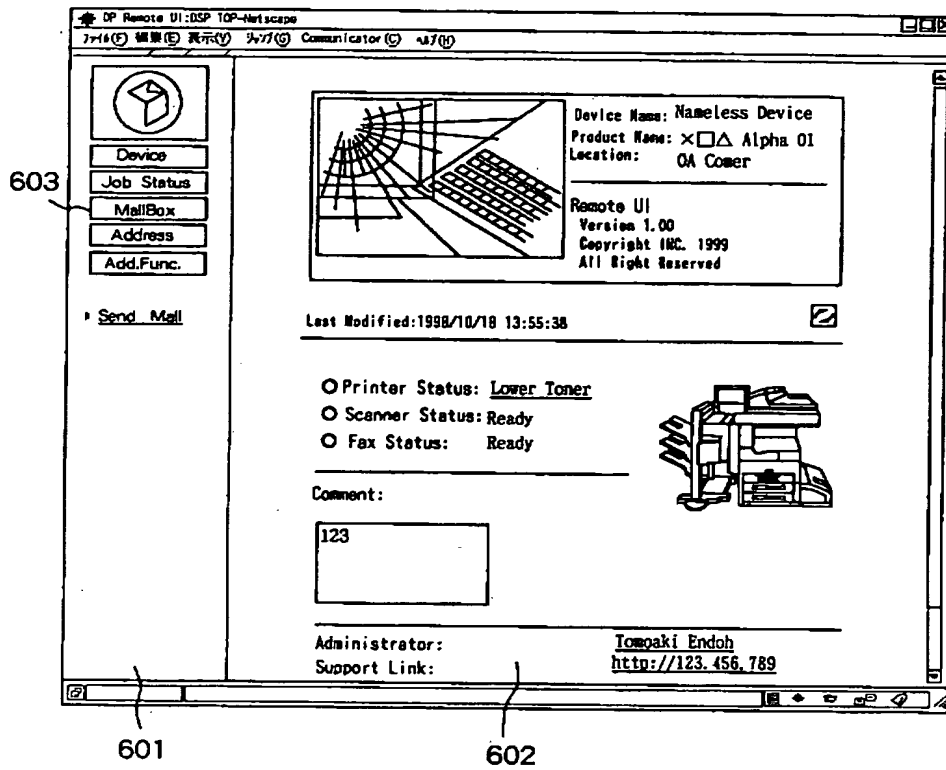 DP Remote UI:DSP TOP-Netscape
ファイル(F) 編集(E) 表示(V) ジャンプ(G) Communicator(C) ヘルプ(H)
Device
Job Status
603
MailBox
Address
Add.Func.
Send Mail
Device Name: Nameless Device
Product Name: ×□△ Alpha 01
Location: OA Comer
Remote UI
Version 1.00
Copyright INC. 1999
All Right Reserved
Last Modified:1998/10/18 13:55:38
Printer Status: Lower Toner
Scanner Status: Ready
Fax Status: Ready
Comment:
123
Administrator: Tomoaki Endoh
Support Link: http://123.456.789
601
602